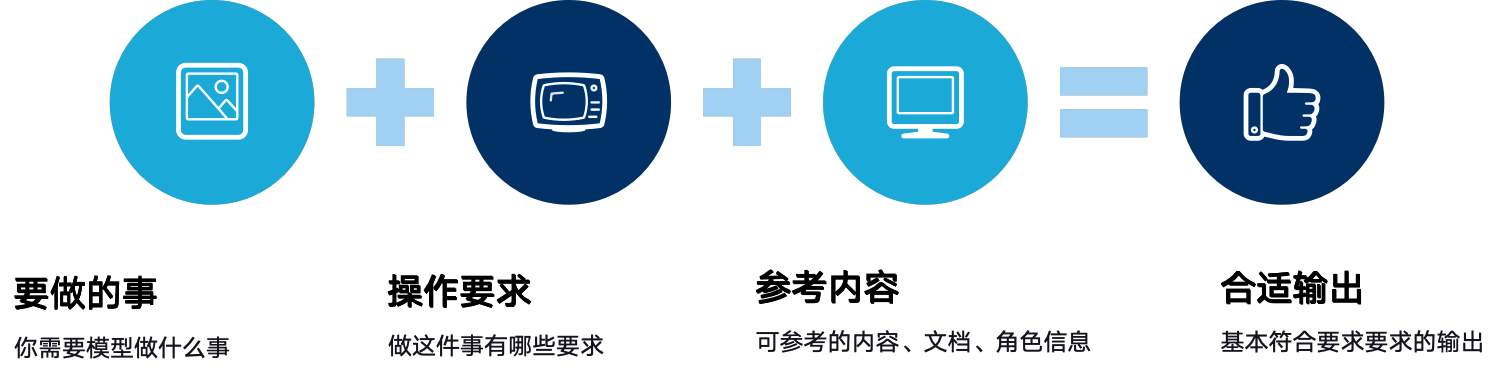 要做的事
你需要模型做什么事
操作要求
做这件事有哪些要求
参考内容
可参考的内容、文档、角色信息
合适输出
基本符合要求要求的输出